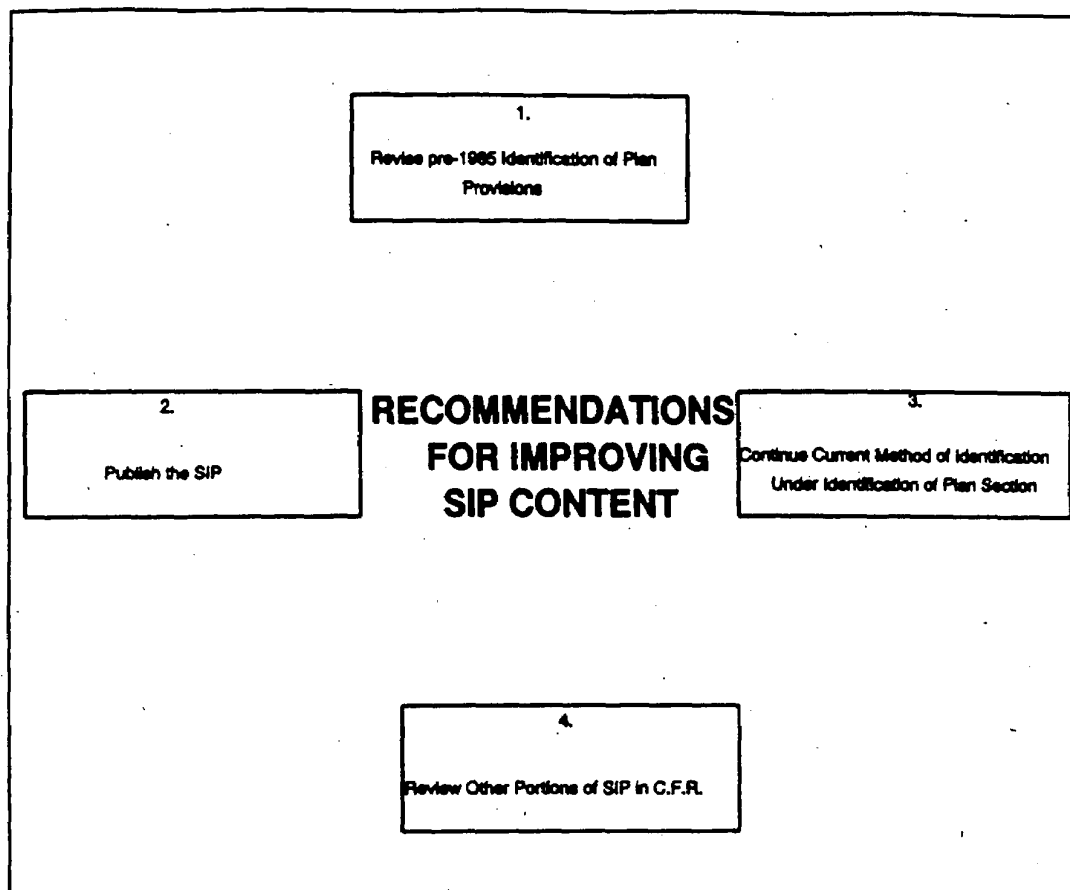 1.
Revise pre-1985 Identification of Plan
Provisions
2.
Publish the SIP
RECOMMENDATIONS
FOR IMPROVING
SIP CONTENT
3.
Continue Current Method of Identification
Under Identification of Plan Section
4.
Review Other Portions of SIP in C.F.R.